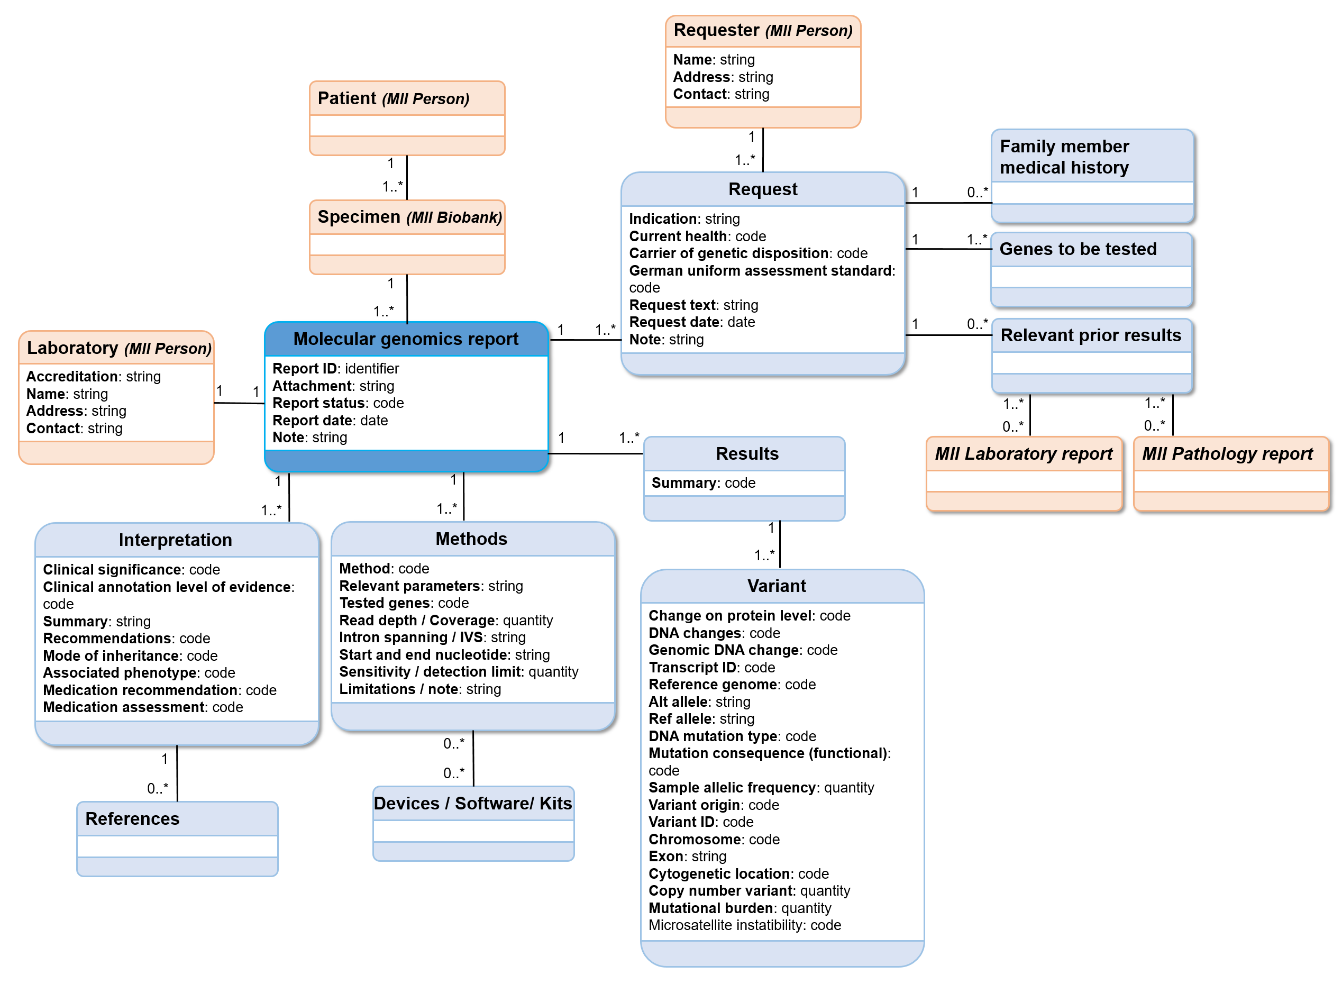 Requester (MII Person)
Name: string
Address: string
Contact: string
1
1..*
Patient (MII Person)
1
1..*
Specimen (MII Biobank)
1
1..*
Request
Indication: string
Current health: code
Carrier of genetic disposition: code
German uniform assessment standard:
code
Request text: string
Request date: date
Note: string
1
0..*
Family member
medical history
1
1..*
Genes to be tested
1
0..*
Relevant prior results
1..*
0..*
1..*
0..*
MII Laboratory report
MII Pathology report
Laboratory (MII Person)
Accreditation: string
Name: string
Address: string
Contact: string
1
1
Molecular genomics report
Report ID: identifier
Attachment: string
Report status: code
Report date: date
Note: string
1
1..*
1
1..*
Results
Summary: code
1
1..*
1
1..*
1
1..*
Interpretation
Clinical significance: code
Clinical annotation level of evidence:
code
Summary: string
Recommendations: code
Mode of inheritance: code
Associated phenotype: code
Medication recommendation: code
Medication assessment: code
1
0..*
References
Methods
Method: code
Relevant parameters: string
Tested genes: code
Read depth / Coverage: quantity
Intron spanning / IVS: string
Start and end nucleotide: string
Sensitivity / detection limit: quantity
Limitations / note: string
0..*
0..*
Devices / Software/ Kits
Variant
Change on protein level: code
DNA changes: code
Genomic DNA change: code
Transcript ID: code
Reference genome: code
Alt allele: string
Ref allele: string
DNA mutation type: code
Mutation consequence (functional):
code
Sample allelic frequency: quantity
Variant origin: code
Variant ID: code
Chromosome: code
Exon: string
Cytogenetic location: code
Copy number variant: quantity
Mutational burden: quantity
Microsatellite instatibility: code